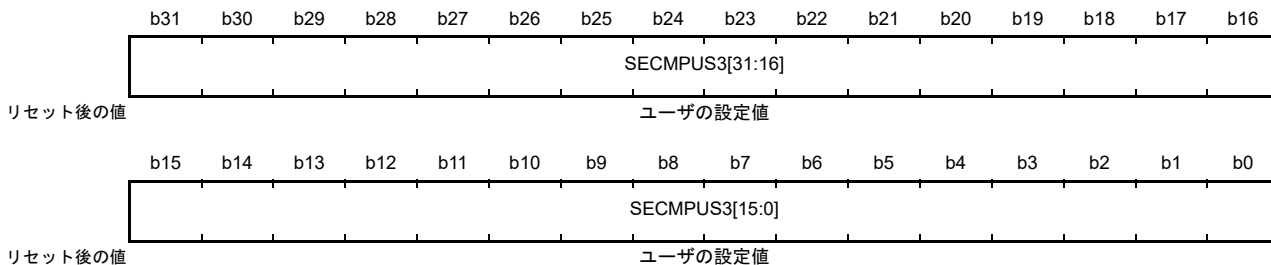 b31 b30 b29 b28 b27 b26 b25 b24 b23 b22 b21 b20 b19 b18 b17 b16
SECMPUS3[31:16]
リセット後の値 ユーザの設定値
b15 b14 b13 b12 b11 b10 b9 b8 b7 b6 b5 b4 b3 b2 b1 b0
SECMPUS3[15:0]
リセット後の値 ユーザの設定値